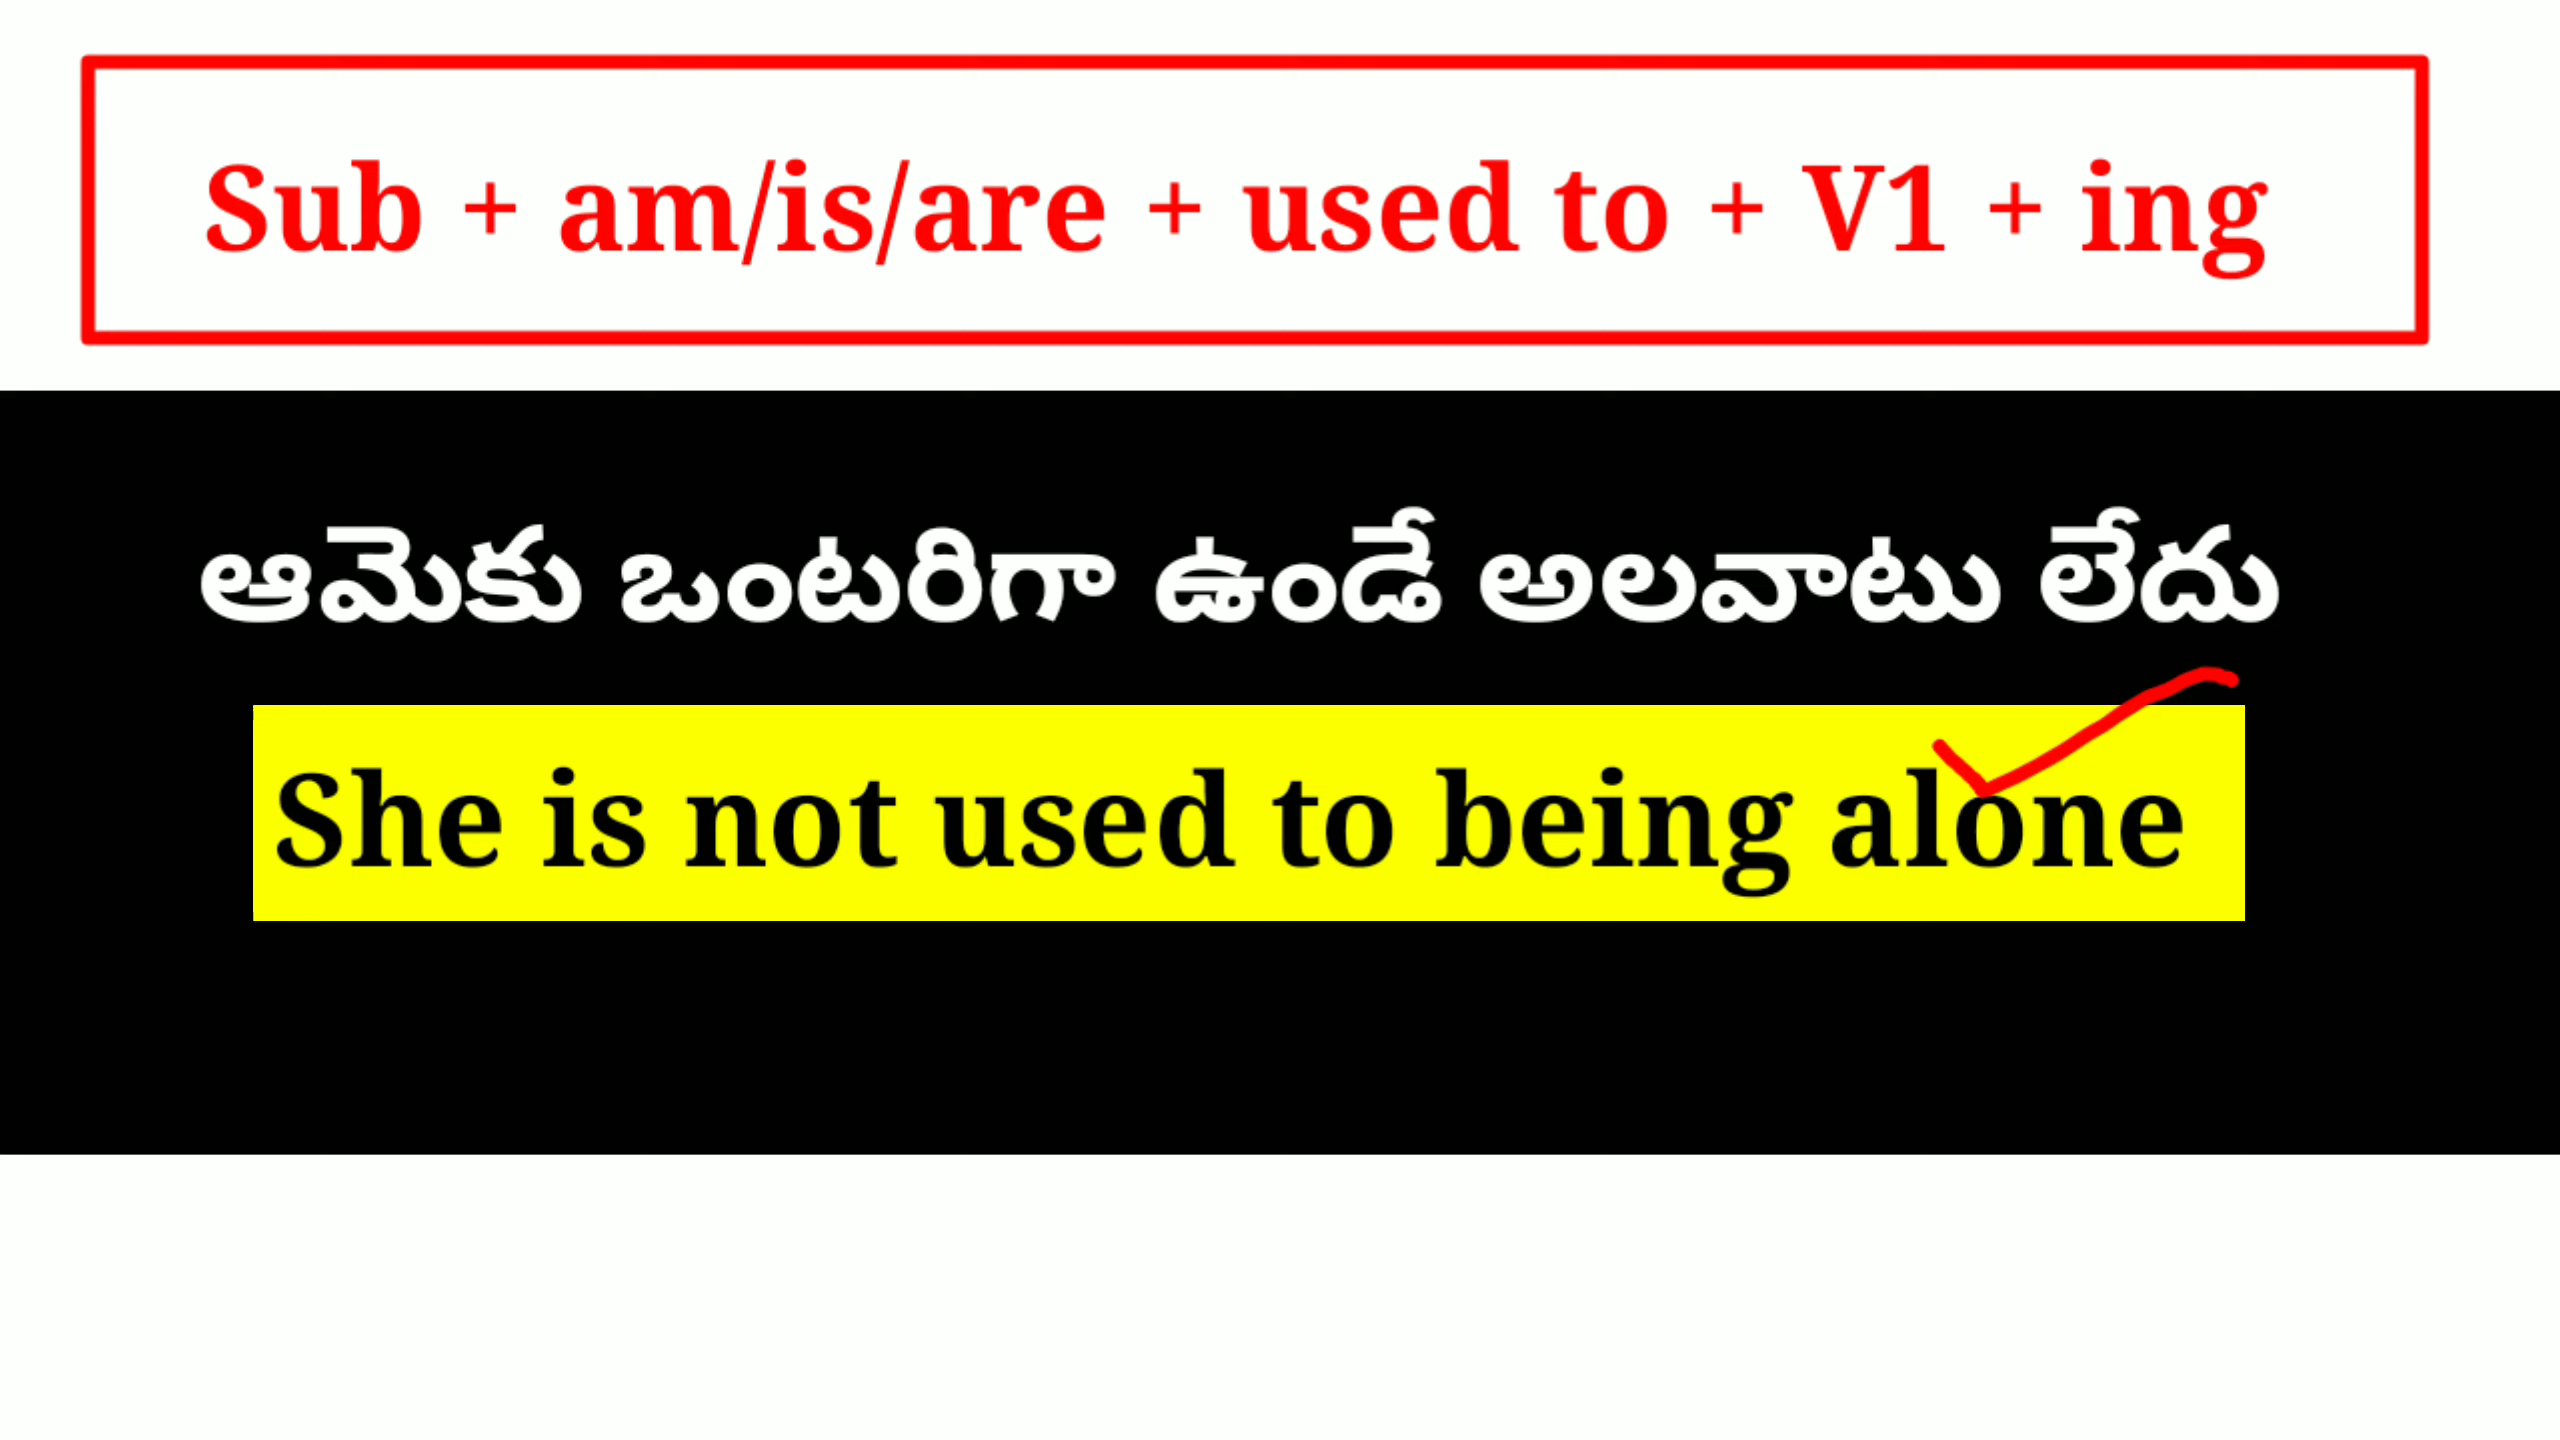 Sub + am/is/are + used to + V1 + ing
ఆమెకు ఒంటరిగా ఉండే అలవాటు లేదు
She is not used to being alone